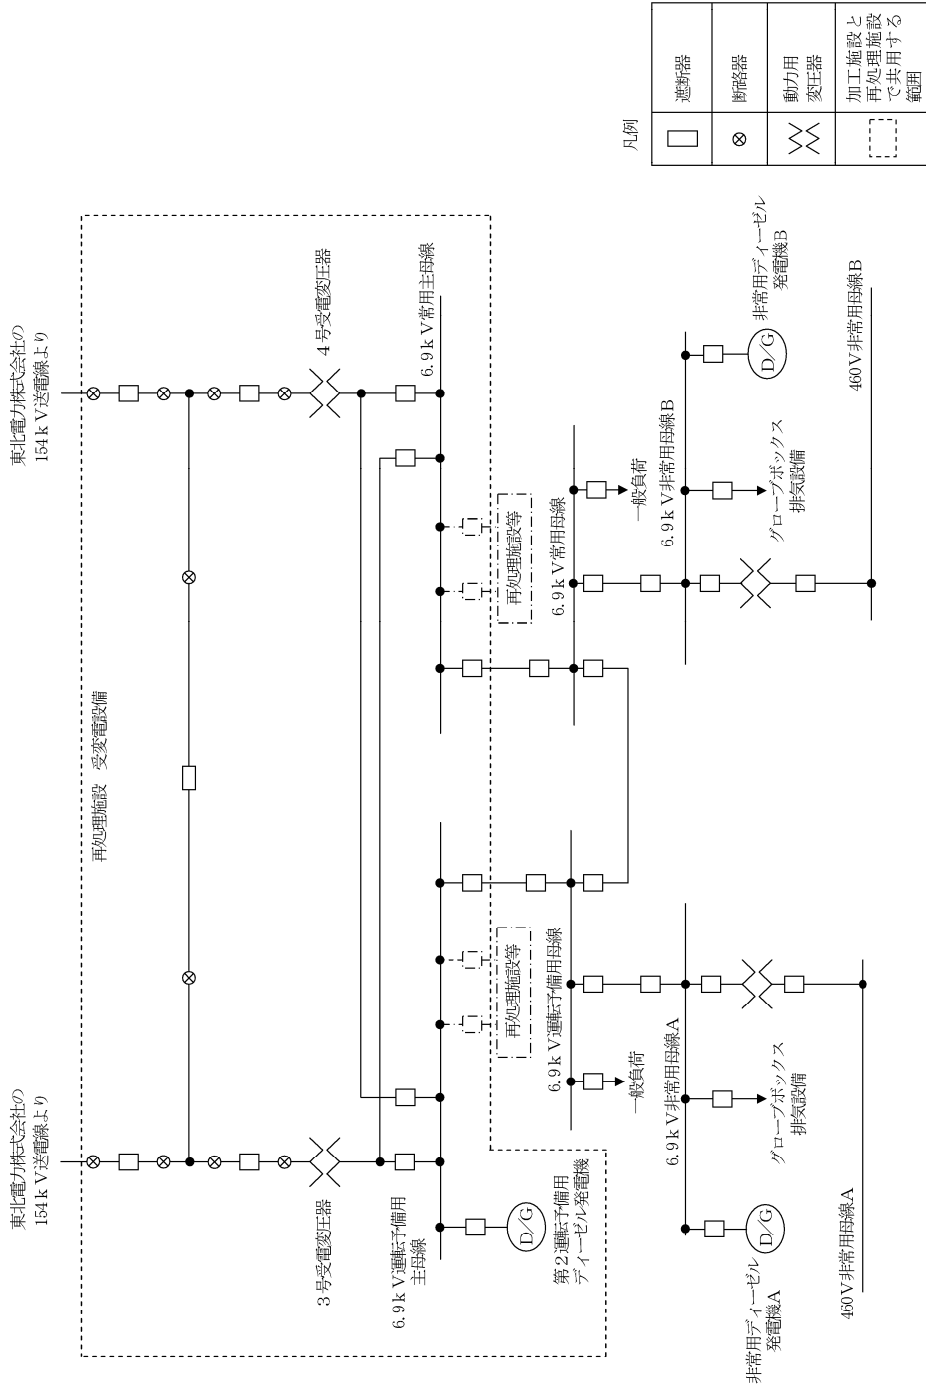 東北電力株式会社の
154kV送電線より
東北電力株式会社の
154kV送電線より
再処理施設　受変電設備
3号受電変圧器
4号受電変圧器
6.9kV運転予備用
主母線
6.9kV常用主母線
再処理施設等
再処理施設等
D/G
第2運転予備用
ディーゼル発電機
6.9kV運転予備用母線
6.9kV常用母線
一般負荷
一般負荷
6.9kV非常用母線A
6.9kV非常用母線B
D/G
非常用ディーゼル
発電機A
グローブボックス
排気設備
グローブボックス
排気設備
D/G
非常用ディーゼル
発電機B
460V非常用母線A
460V非常用母線B
凡例
遮断器
断路器
動力用
変圧器
加工施設と
再処理施設
で共用する
範囲